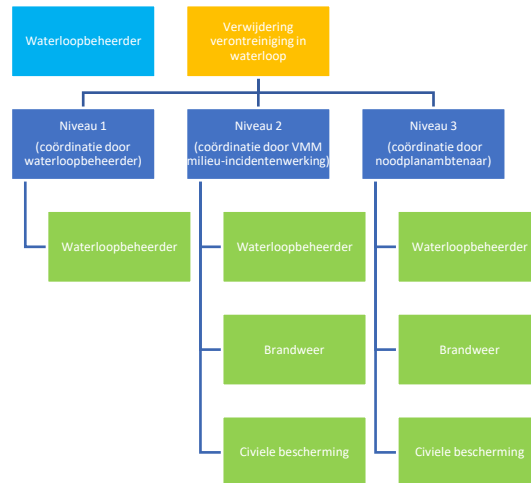 Waterloopbeheerder
Verwijdering
verontreiniging in
waterloop
Niveau 1
(coördinatie door
waterloopbeheerder)
Niveau 2
(coördinatie door VMM
milieu-incidentenwerking)
Niveau 3
(coördinatie door
noodplanambtenaar)
Waterloopbeheerder
Waterloopbeheerder
Waterloopbeheerder
Brandweer
Brandweer
Civiele bescherming
Civiele bescherming